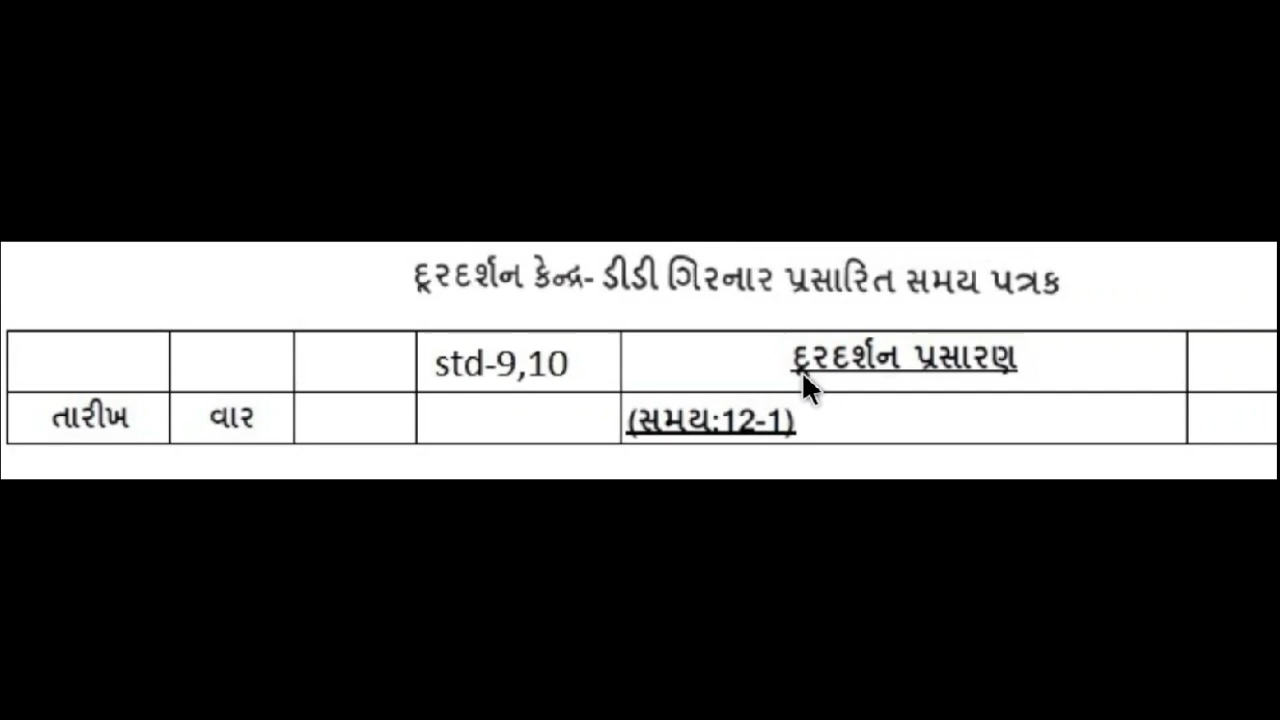 દૂરદર્શન કેન્દ્ર- ડીડી ગિરનાર પ્રસારિત સમય પત્રક
std-9,10 દૂરદર્શન પ્રસારણ
તારીખ વાર (સમય:12-1)